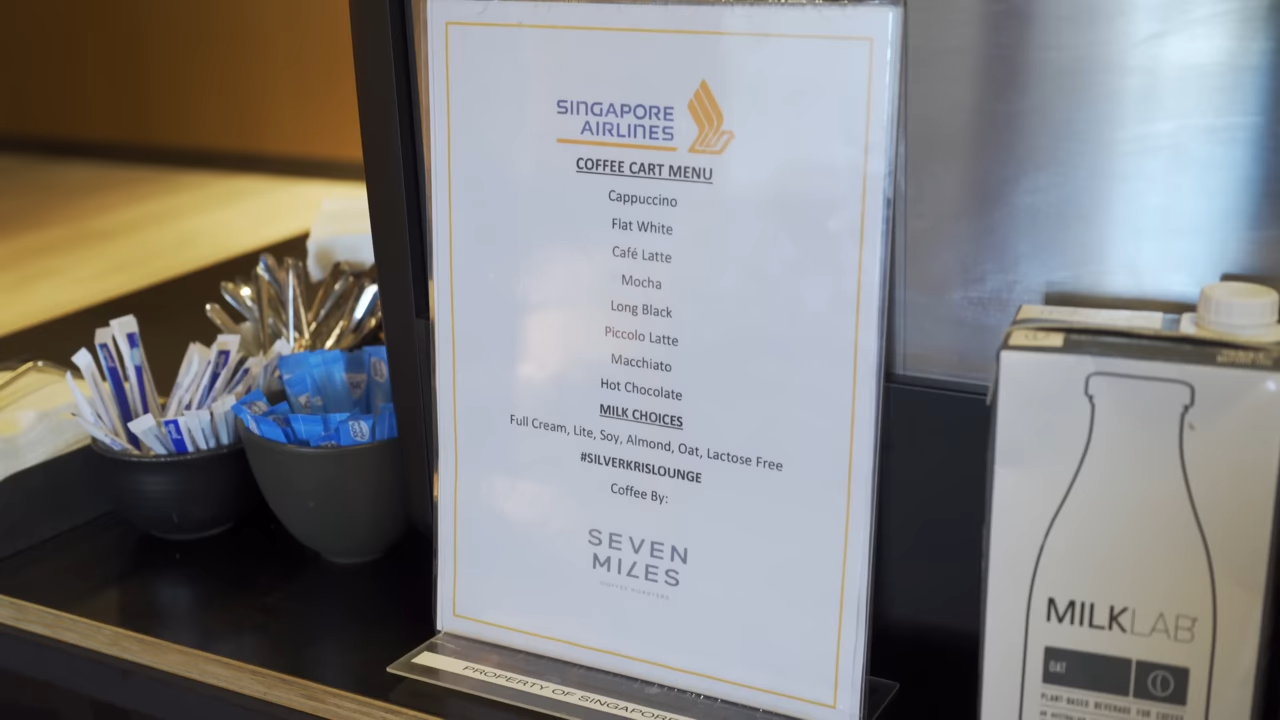 SINGAPORE
AIRLINES
COFFEE CART MENU
Cappuccino
Flat White
Café Latte
Mocha
Long Black
Piccolo Latte
Macchiato
Hot Chocolate
MILK CHOICES
Full Cream, Lite, Soy, Almond, Oat, Lactose Free
#SILVERKRISLOUNGE
Coffee By:
SEVEN
MILES
COFFEE ROASTERS
PROPERTY OF SINGAPORE
MILKLAB
OAT
PLANT-BASED BEVERAGE FOR COFFEE